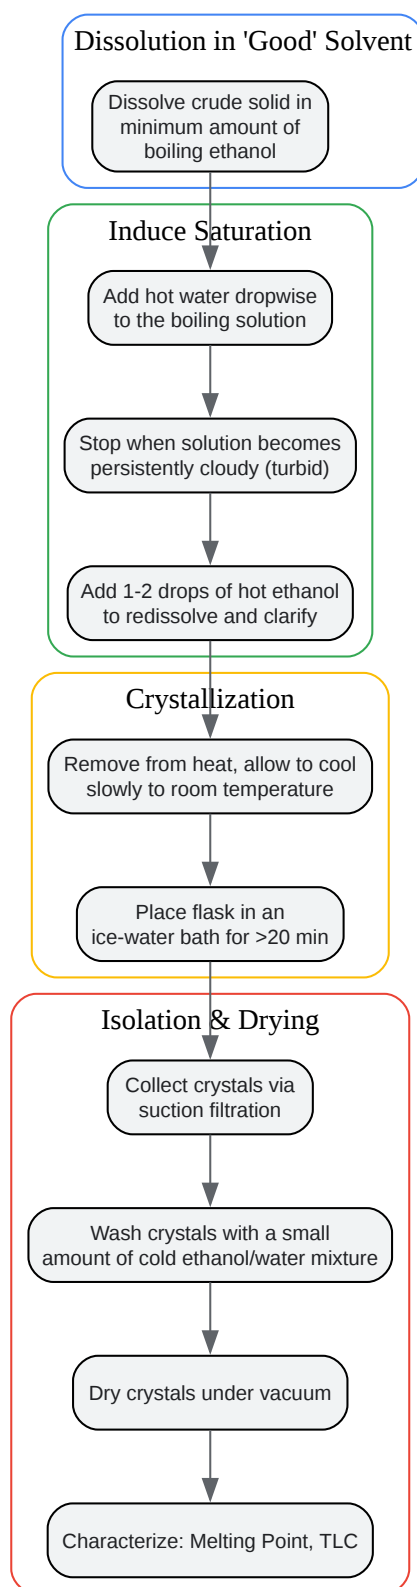 Dissolution in 'Good' Solvent
Dissolve crude solid in
minimum amount of
boiling ethanol
Induce Saturation
Add hot water dropwise
to the boiling solution
Stop when solution becomes
persistently cloudy (turbid)
Add 1-2 drops of hot ethanol
to redissolve and clarify
Crystallization
Remove from heat, allow to cool
slowly to room temperature
Place flask in an
ice-water bath for >20 min
Isolation & Drying
Collect crystals via
suction filtration
Wash crystals with a small
amount of cold ethanol/water mixture
Dry crystals under vacuum
Characterize: Melting Point, TLC